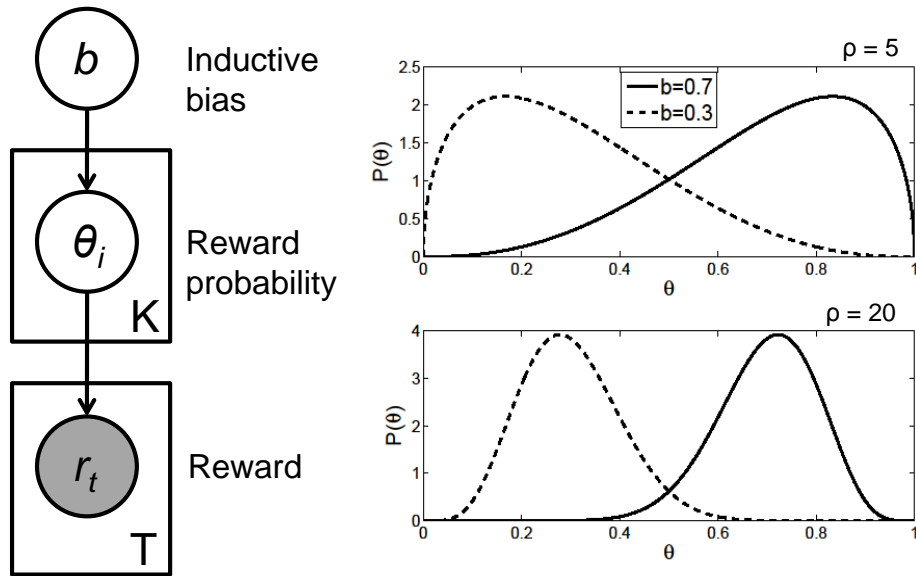 b
Inductive
bias
θi
Reward
probability
K
rt
Reward
T
ρ = 5
2.5
2
1.5
1
0.5
0
P(θ)
b=0.7
b=0.3
0
0.2
0.4
0.6
0.8
1
θ
ρ = 20
4
3
2
1
0
P(θ)
0
0.2
0.4
0.6
0.8
1
θ